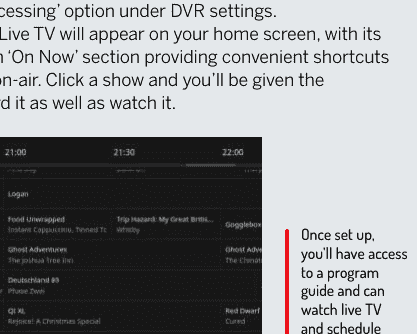 cessing’ option under DVR settings.
Live TV will appear on your home screen, with its
‘On Now’ section providing convenient shortcuts
on-air. Click a show and you’ll be given the
d it as well as watch it.
21:00 21:30 22:00
Logan
Food Unwrapped Trip Hazard: My Great Britis... Gogglebox
Instant Cappuccino, Tinned To Whitby
Ghost Adventures Ghost Adve
The Joshua Tree Inn The Chinat
Deutschland 89
Phase Zwei
QI XL Red Dwarf
Rejoice! A Christmas Special Cured
Once set up,
you’ll have access
to a program
guide and can
watch live TV
and schedule